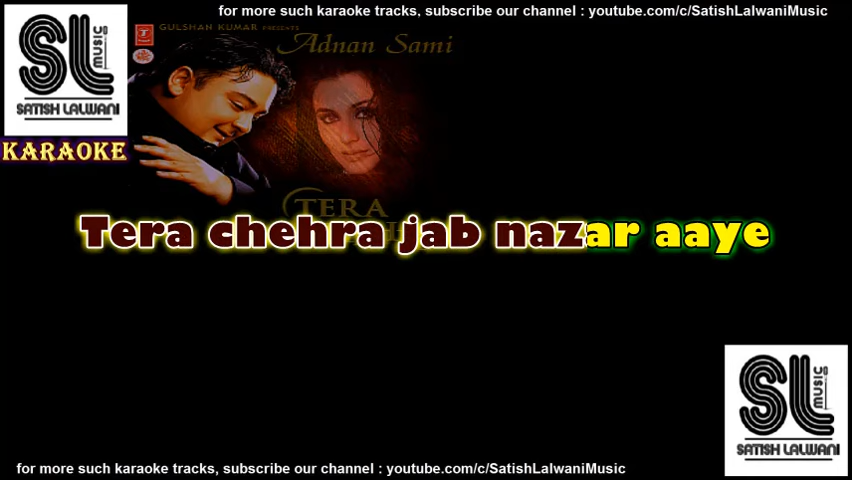 for more such karaoke tracks, subscribe our channel : youtube.com/c/SatishLalwaniMusic
SL MUSIC
SATISH LALWANI
KARAOKE
T
GULSHAN KUMAR PRESENTS
Adnan Sami
TERA
Tera chehra jab nazar aaye
SL MUSIC
SATISH LALWANI
for more such karaoke tracks, subscribe our channel : youtube.com/c/SatishLalwaniMusic